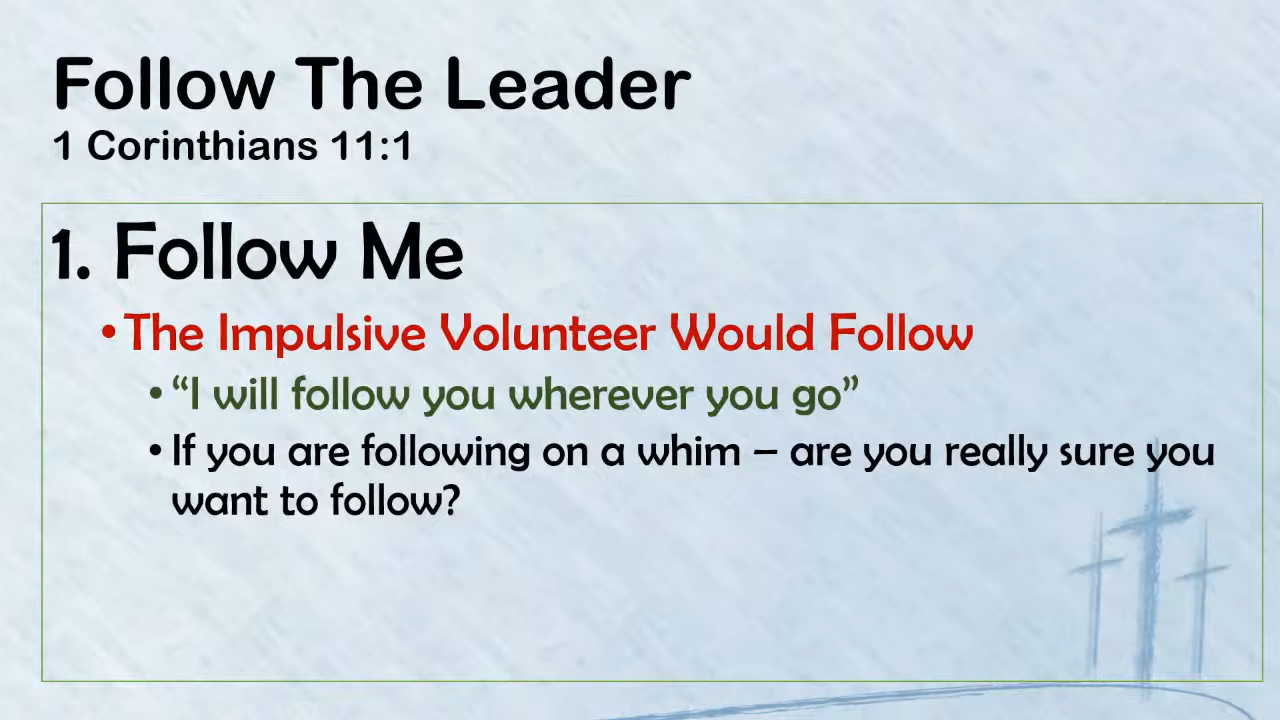 Follow The Leader
1 Corinthians 11:1
1. Follow Me
• The Impulsive Volunteer Would Follow
• “I will follow you wherever you go”
• If you are following on a whim – are you really sure you
want to follow?